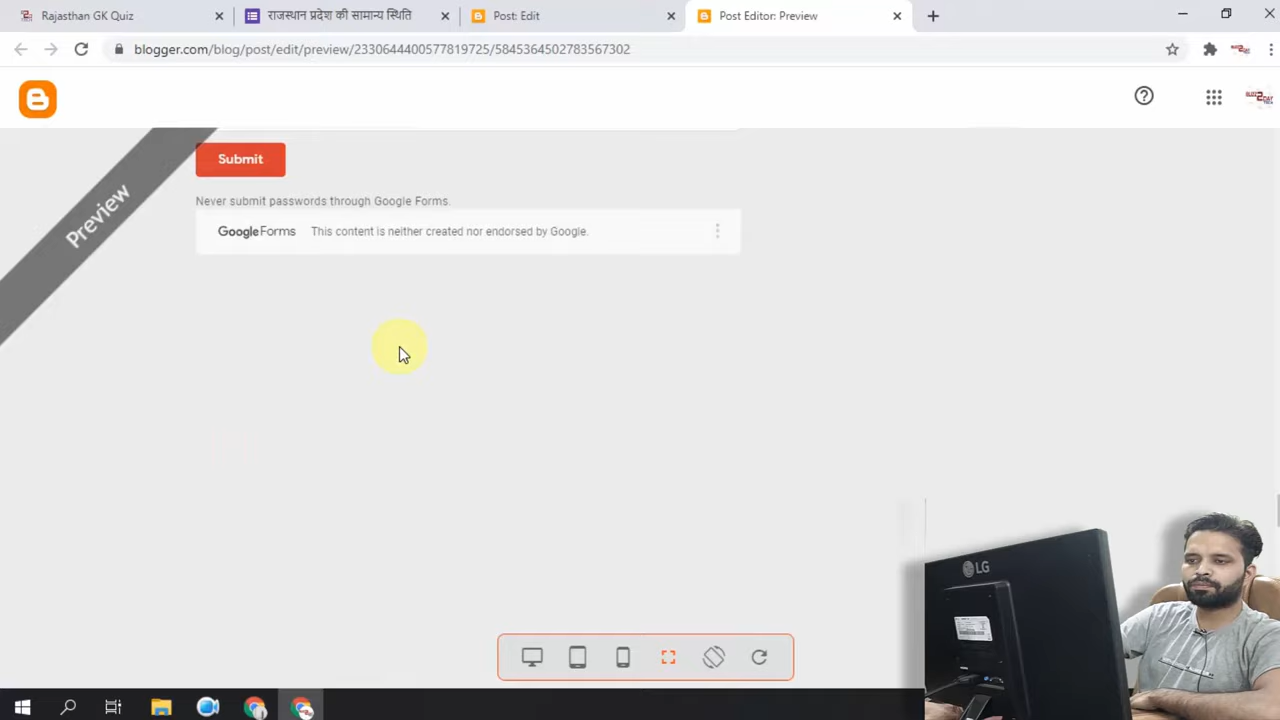 Rajasthan GK Quiz
राजस्थान प्रदेश की सामान्य स्थिति
Post: Edit
Post Editor: Preview
blogger.com/blog/post/edit/preview/2330644400577819725/5845364502783567302
Preview
Submit
Never submit passwords through Google Forms.
Google Forms This content is neither created nor endorsed by Google.
LG